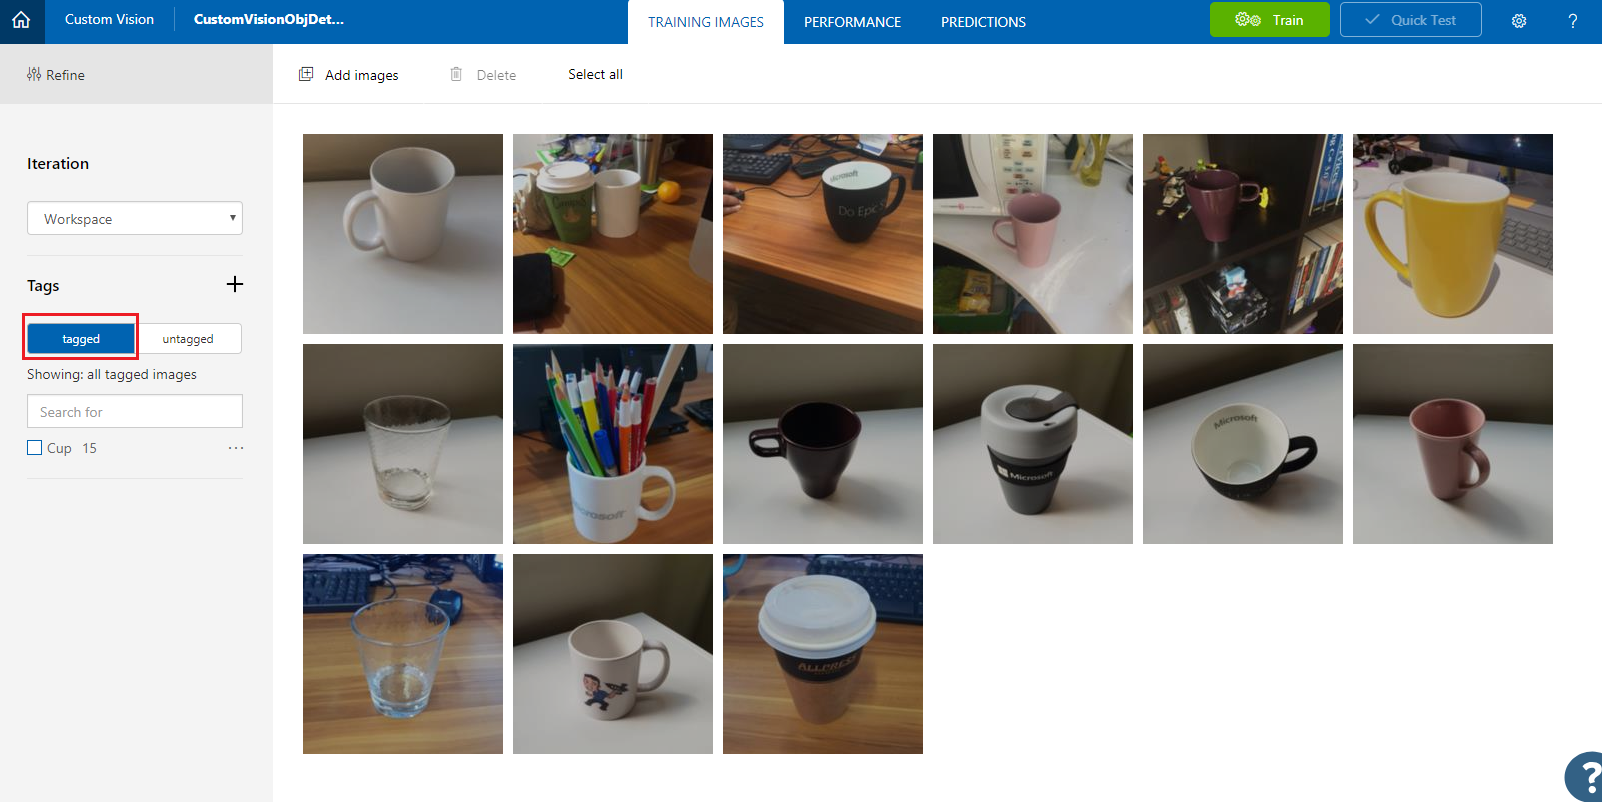 Custom Vision
CustomVisionObjDet...
TRAINING IMAGES
PERFORMANCE
PREDICTIONS
Train
Quick Test
?
Refine
Add images
Delete
Select all
Iteration
Workspace
Tags
tagged
untagged
Showing: all tagged images
Search for
Cup 15
Microsoft
Do Epic S
Microsoft
Microsoft
ALLPRESS
?